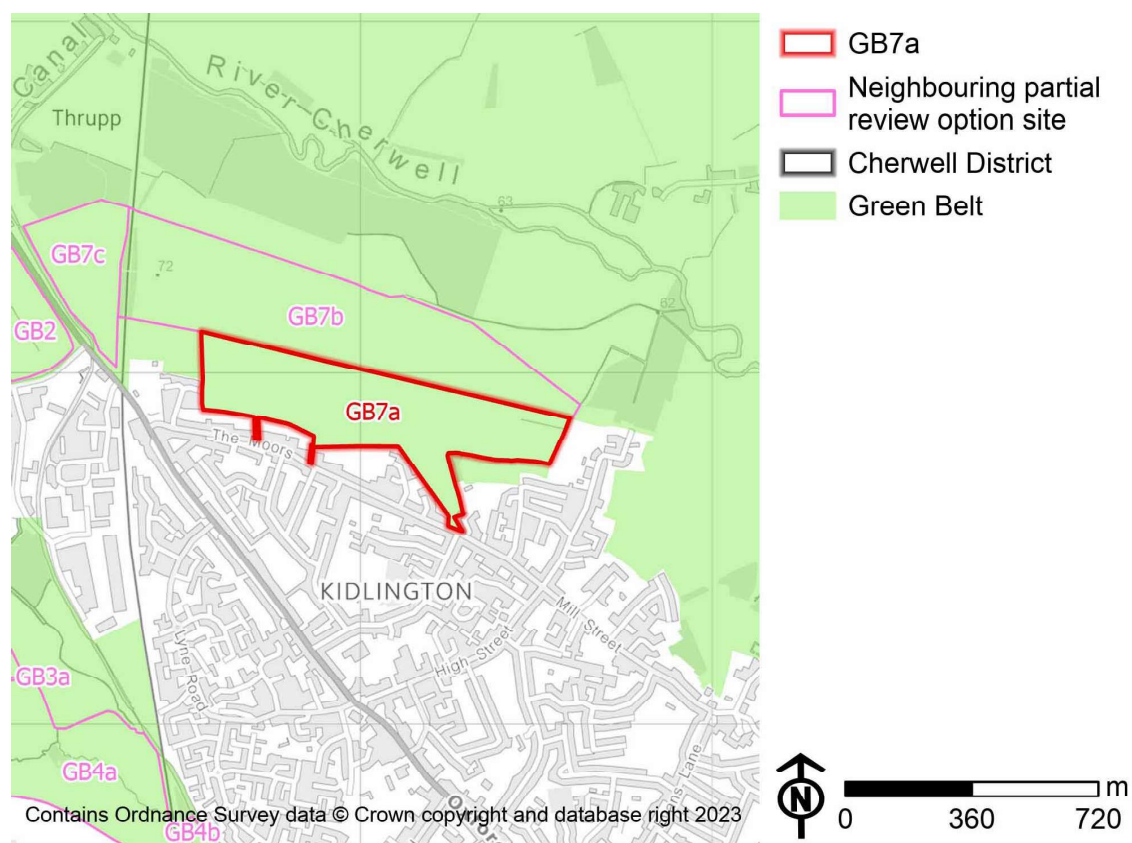 Canal
River Cherwell
Thrupp
63
GB7c
72
62
GB2
GB7b
GB7a
The Moors
KIDLINGTON
Mill Street
High Street
Lyne Road
GB3a
GB4a
GB4b
Contains Ordnance Survey data © Crown copyright and database right 2023
GB7a
Neighbouring partial
review option site
Cherwell District
Green Belt
N
m
0 360 720